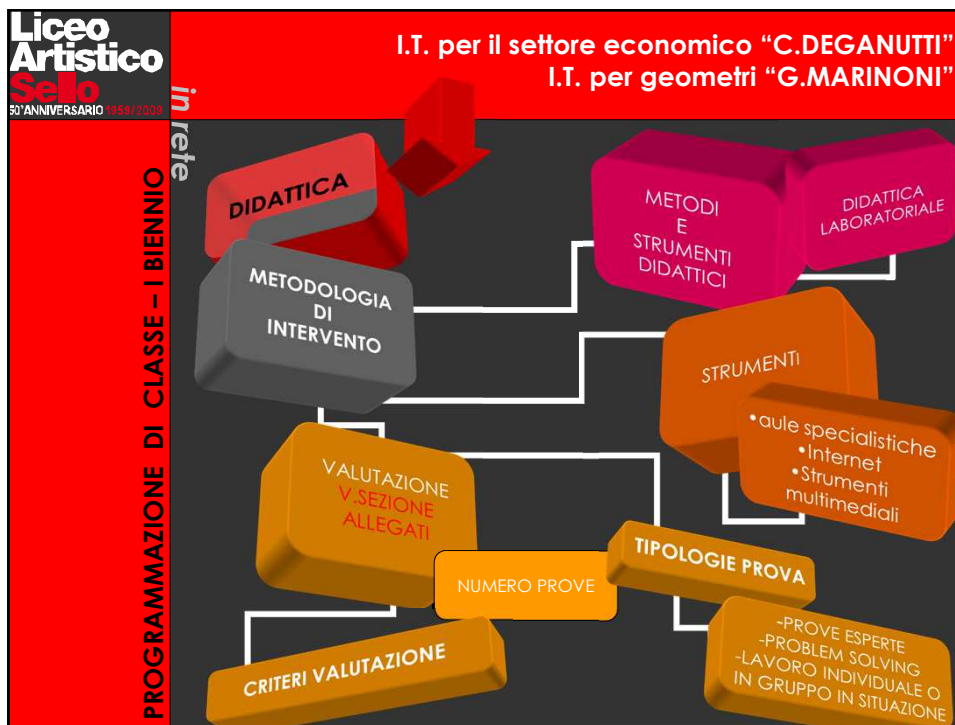 Liceo
Artistico
Sello
50°ANNIVERSARIO 1959/2009
I.T. per il settore economico “C.DEGANUTTI”
I.T. per geometri “G.MARINONI”
in rete
PROGRAMMAZIONE DI CLASSE – I BIENNIO
DIDATTICA
METODOLOGIA
DI
INTERVENTO
METODI
E
STRUMENTI
DIDATTICI
DIDATTICA
LABORATORIALE
STRUMENTI
•aule specialistiche
•Internet
•Strumenti
multimediali
VALUTAZIONE
V.SEZIONE
ALLEGATI
NUMERO PROVE
TIPOLOGIE PROVA
CRITERI VALUTAZIONE
-PROVE ESPERTE
-PROBLEM SOLVING
-LAVORO INDIVIDUALE O
IN GRUPPO IN SITUAZIONE